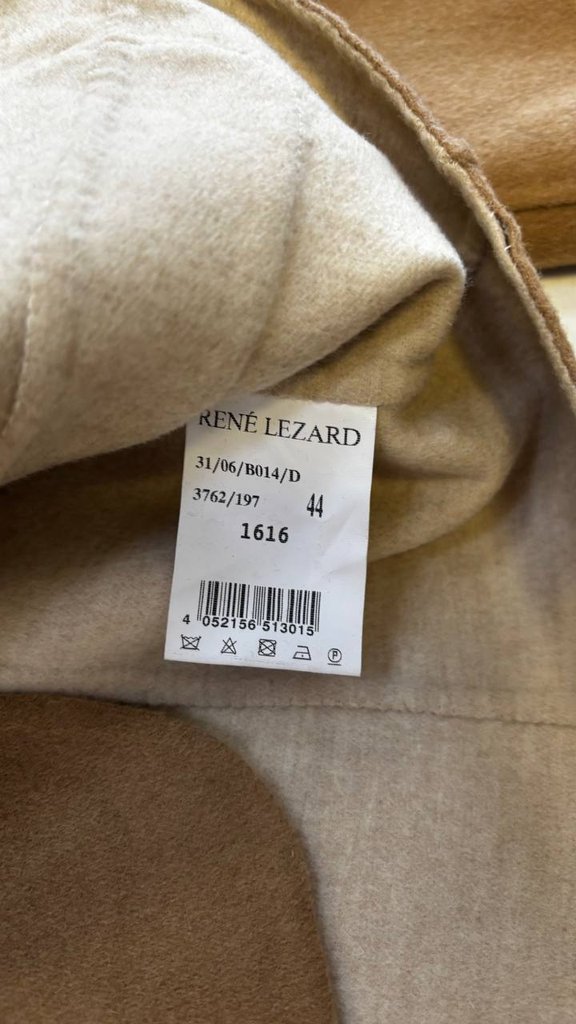 RENÉ LEZARD
31/06/B014/D
3762/197 44
1616
4 052156 513015
P